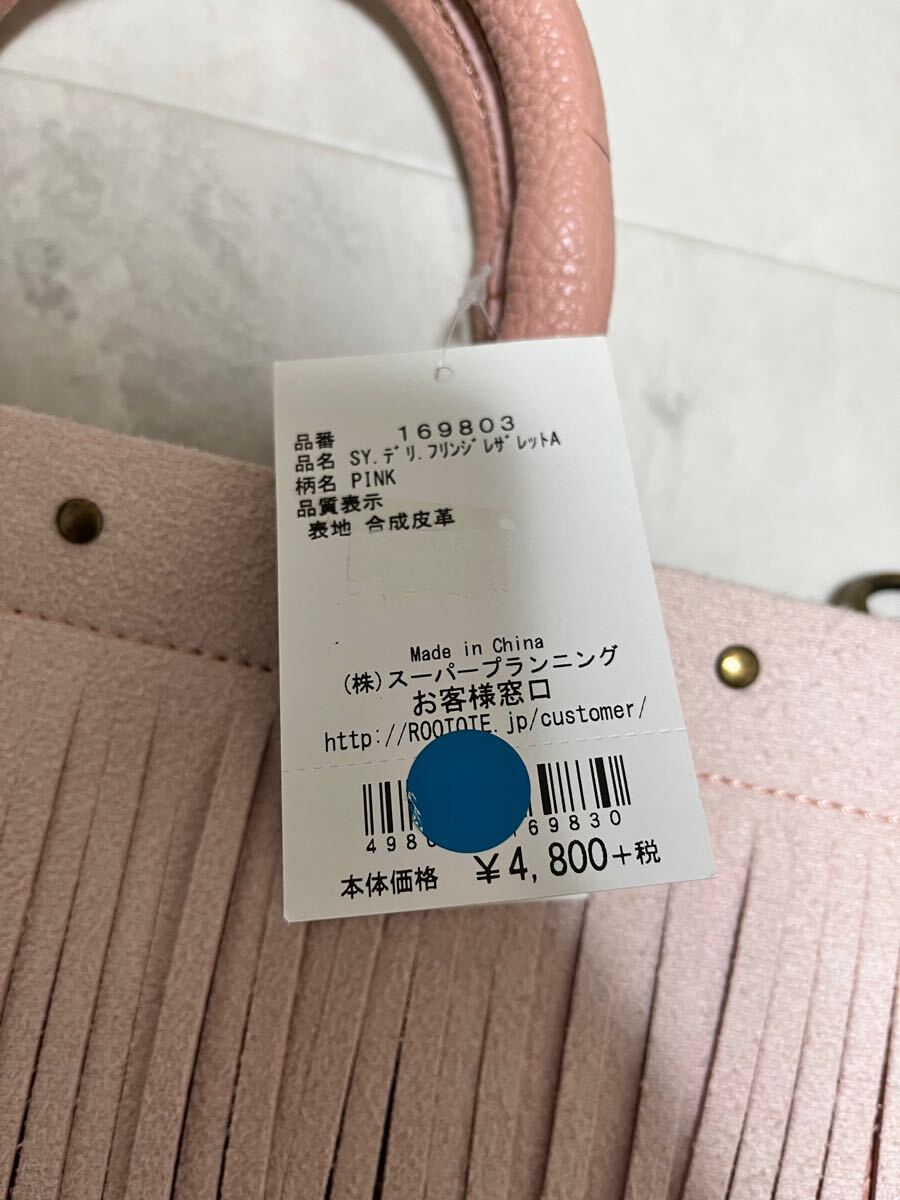 品番 169803
品名 SY.ﾃﾞﾘ.ﾌﾘﾝｼﾞﾚｻﾞﾚｯﾄA
柄名 PINK
品質表示
表地 合成皮革
Made in China
(株)スーパープランニング
お客様窓口
http://ROOTOTE.jp/customer/
本体価格 ¥4,800+税